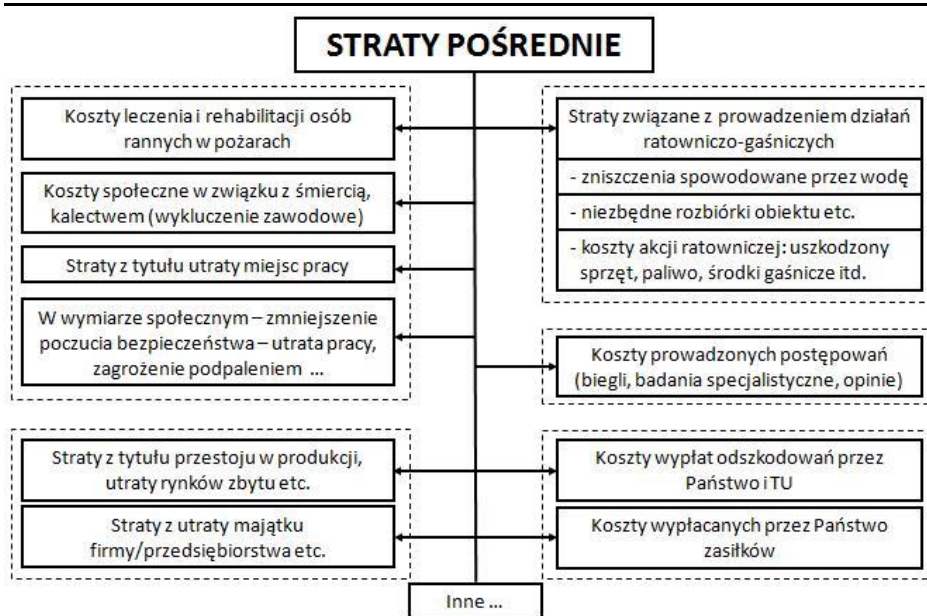 STRATY POŚREDNIE
Koszty leczenia i rehabilitacji osób
rannych w pożarach
Koszty społeczne w związku z śmiercią,
kalectwem (wykluczenie zawodowe)
Straty z tytułu utraty miejsc pracy
W wymiarze społecznym – zmniejszenie
poczucia bezpieczeństwa – utrata pracy,
zagrożenie podpaleniem ...
Straty związane z prowadzeniem działań
ratowniczo-gaśniczych
- zniszczenia spowodowane przez wodę
- niezbędne rozbiórki obiektu etc.
- koszty akcji ratowniczej: uszkodzony
sprzęt, paliwo, środki gaśnicze itd.
Koszty prowadzonych postępowań
(biegli, badania specjalistyczne, opinie)
Straty z tytułu przestoju w produkcji,
utraty rynków zbytu etc.
Straty z utraty majątku
firmy/przedsiębiorstwa etc.
Koszty wypłat odszkodowań przez
Państwo i TU
Koszty wypłacanych przez Państwo
zasiłków
Inne ...